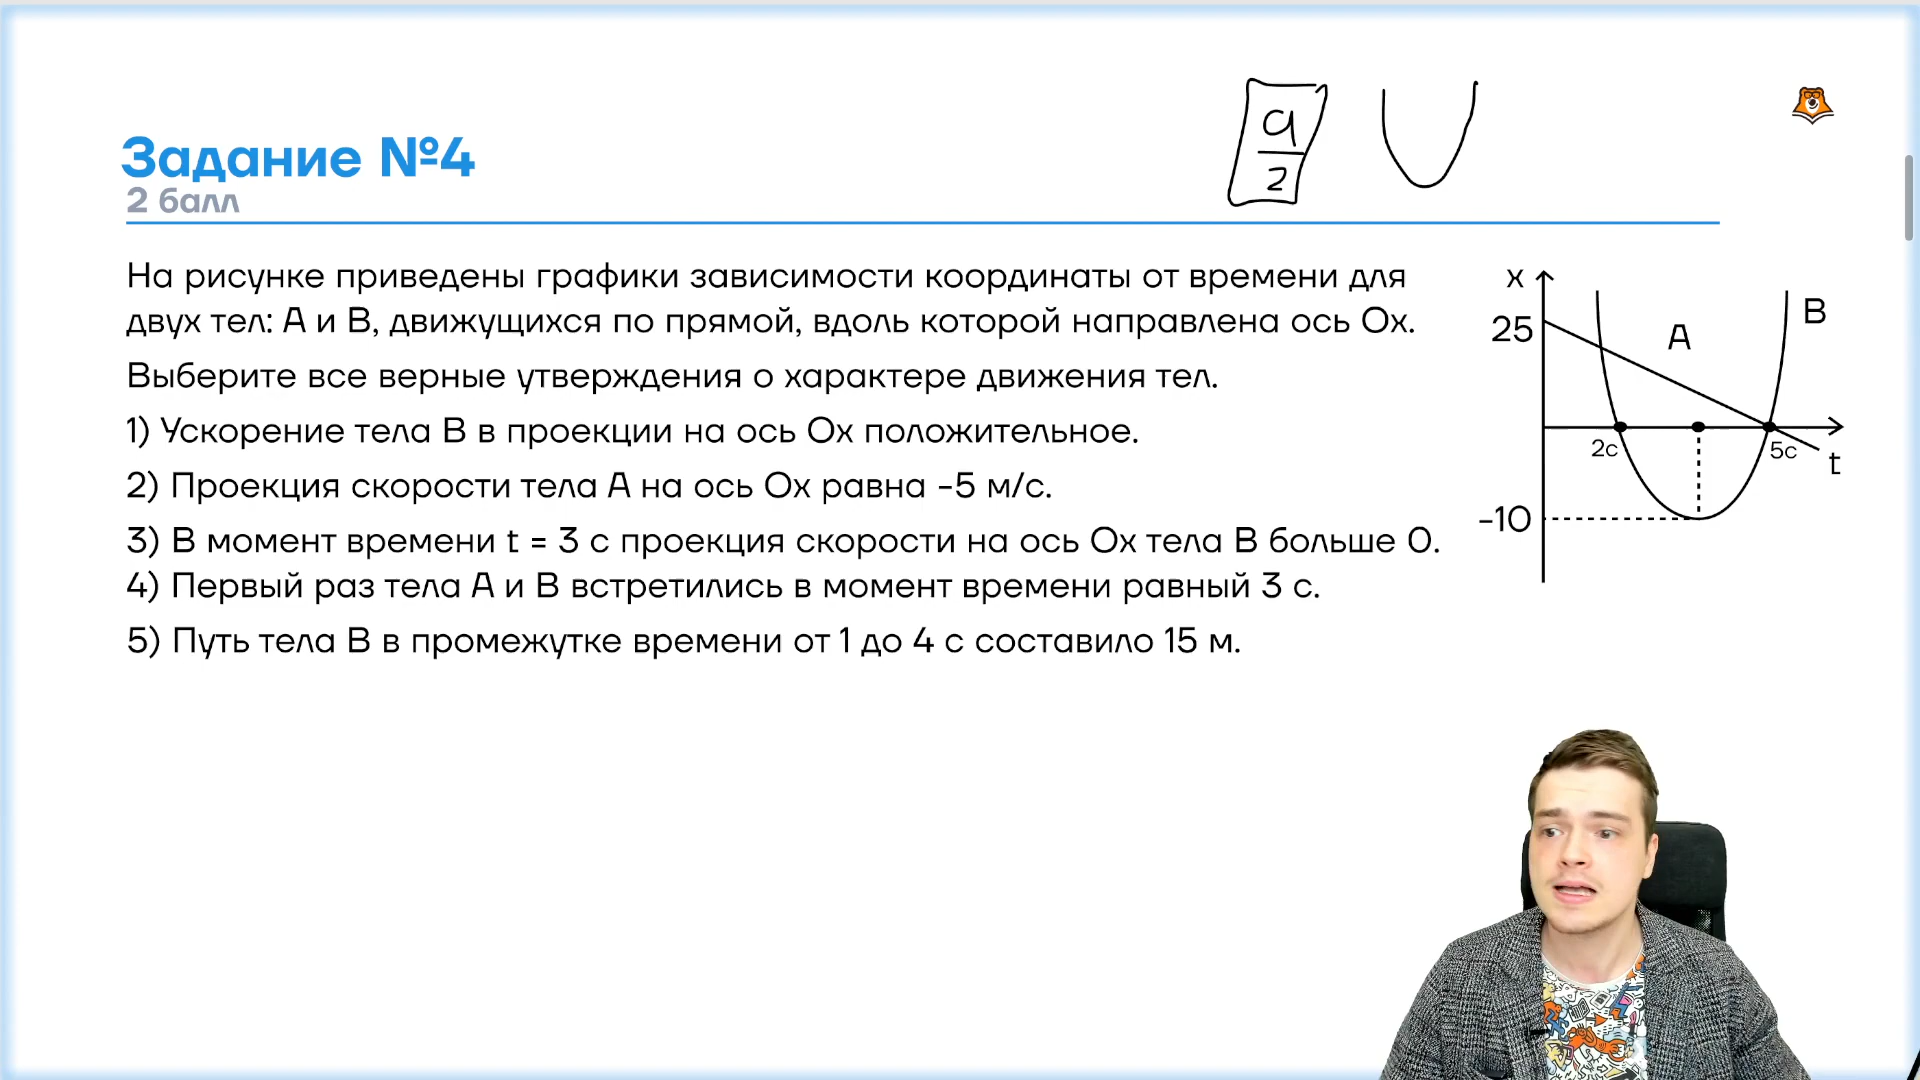 a
2
Задание №4
2 балл
На рисунке приведены графики зависимости координаты от времени для
двух тел: А и В, движущихся по прямой, вдоль которой направлена ось Ох.
Выберите все верные утверждения о характере движения тел.
1) Ускорение тела В в проекции на ось Ох положительное.
2) Проекция скорости тела А на ось Ох равна -5 м/с.
3) В момент времени t = 3 с проекция скорости на ось Ох тела В больше 0.
4) Первый раз тела А и В встретились в момент времени равный 3 с.
5) Путь тела В в промежутке времени от 1 до 4 с составило 15 м.
x
25
A
B
2c
5c
t
-10